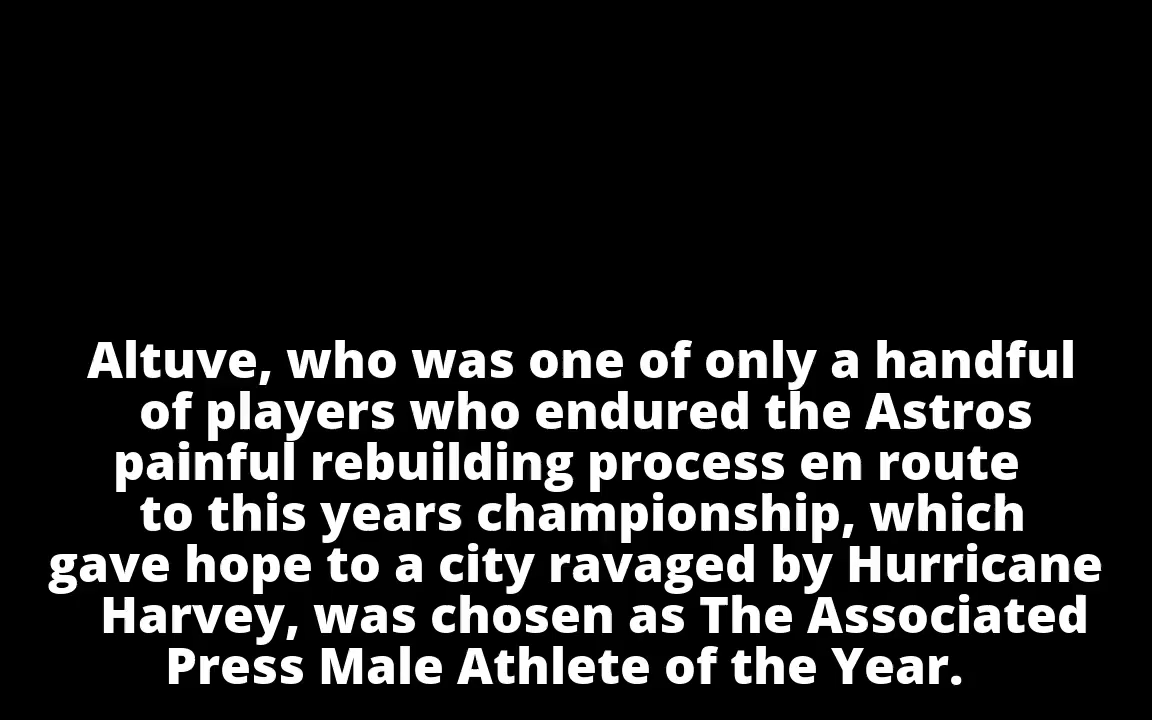 Altuve, who was one of only a handful
of players who endured the Astros
painful rebuilding process en route
to this years championship, which
gave hope to a city ravaged by Hurricane
Harvey, was chosen as The Associated
Press Male Athlete of the Year.